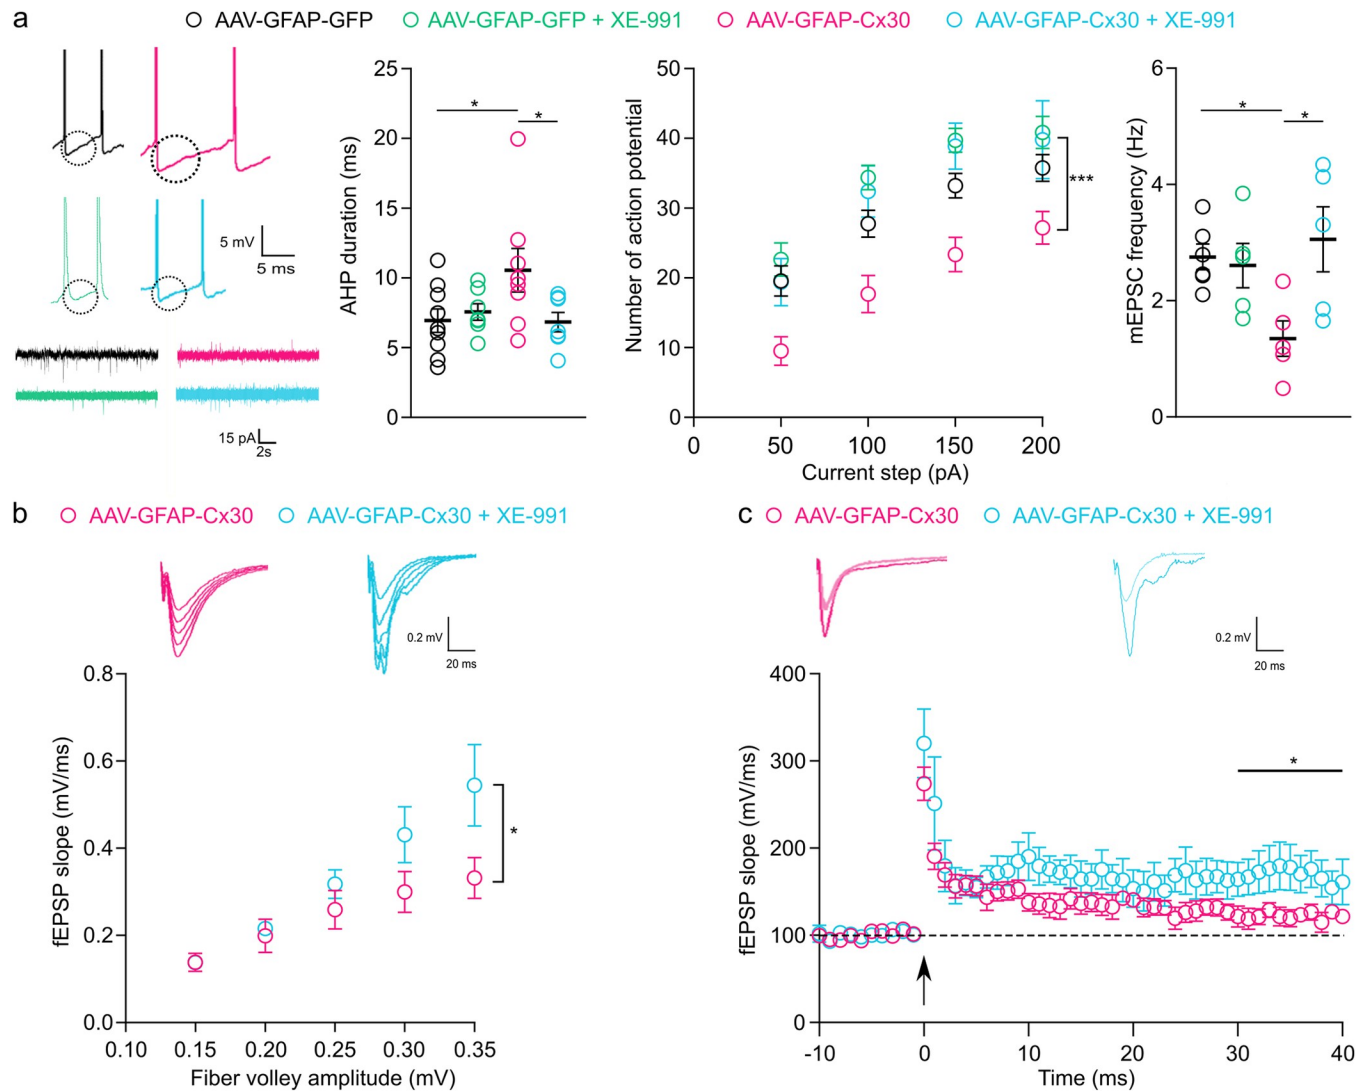 a
AAV-GFAP-GFP AAV-GFAP-GFP + XE-991 AAV-GFAP-Cx30 AAV-GFAP-Cx30 + XE-991
5 mV
5 ms
15 pA
2s
AHP duration (ms)
25
20
15
10
5
0
*
*
Number of action potential
50
40
30
20
10
0
0 50 100 150 200
Current step (pA)
***
mEPSC frequency (Hz)
6
4
2
0
*
*
b
AAV-GFAP-Cx30 AAV-GFAP-Cx30 + XE-991
0.2 mV
20 ms
fEPSP slope (mV/ms)
0.8
0.6
0.4
0.2
0.0
0.10 0.15 0.20 0.25 0.30 0.35
Fiber volley amplitude (mV)
*
c
AAV-GFAP-Cx30 AAV-GFAP-Cx30 + XE-991
0.2 mV
20 ms
fEPSP slope (mV/ms)
400
300
200
100
0
-10 0 10 20 30 40
Time (ms)
*